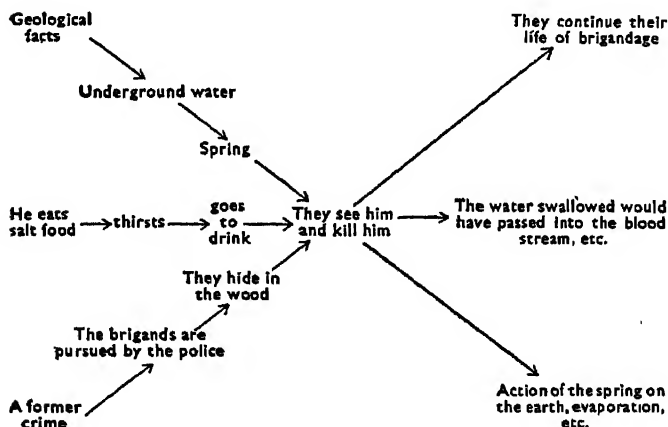 Geological
facts
They continue their
life of brigandage
Underground water
Spring
He eats
salt food
thirsts
goes
to
drink
They see him
and kill him
The water swallowed would
have passed into the blood
stream, etc.
They hide in
the wood
The brigands are
pursued by the police
A former
crime
Action of the spring on
the earth, evaporation,
etc.